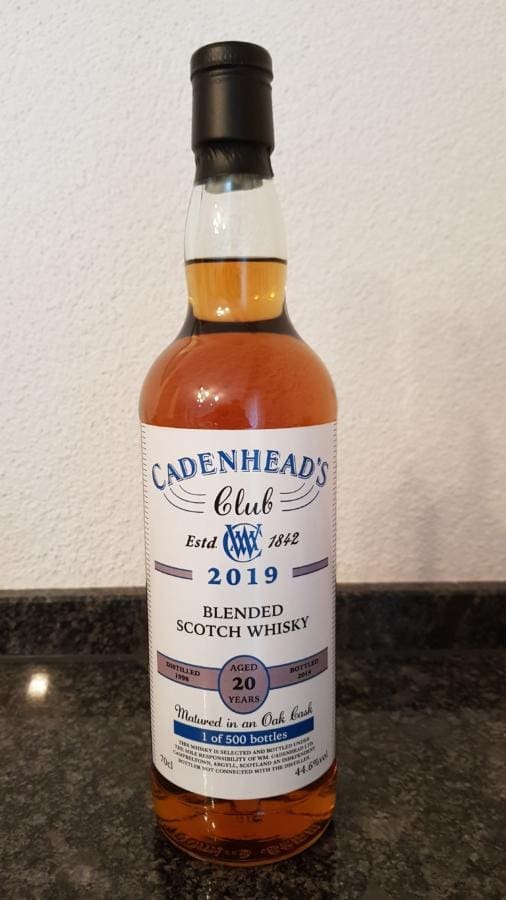 CADENHEAD'S
Club
Estd WC 1842
2019
BLENDED
SCOTCH WHISKY
DISTILLED
1998
AGED
20
YEARS
BOTTLED
2019
Matured in an Oak Cask
1 of 500 bottles
THIS WHISKY IS SELECTED AND BOTTLED UNDER
THE SOLE RESPONSIBILITY OF WM. CADENHEAD LTD.
CAMPBELTOWN, ARGYLL, SCOTLAND AN INDEPENDENT
BOTTLER NOT CONNECTED WITH THE DISTILLER
70cl
44.6%vol